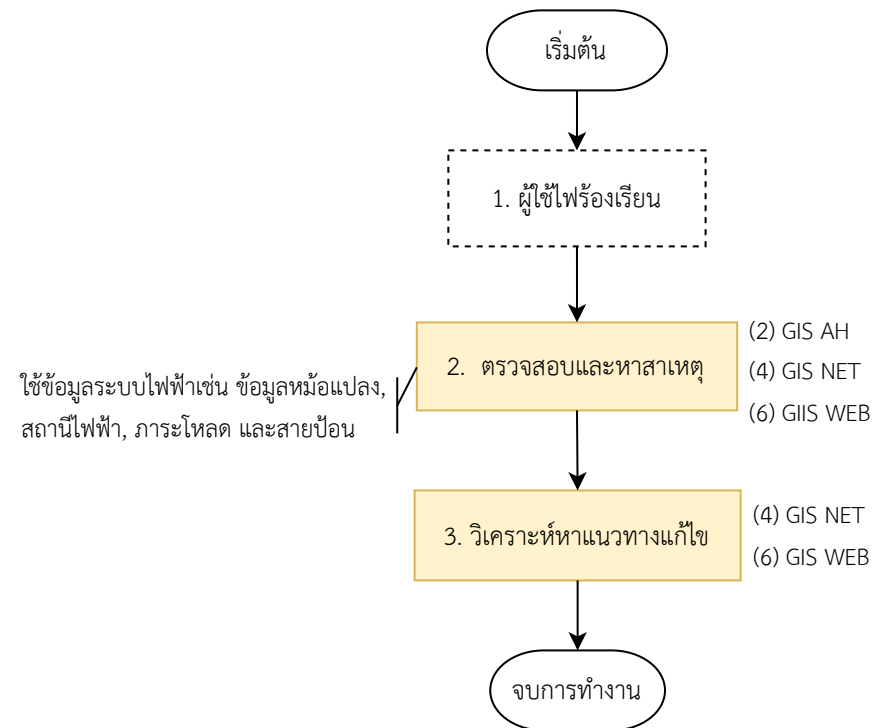 เริ่มต้น
1. ผู้ใช้ไฟร้องเรียน
2. ตรวจสอบและหาสาเหตุ
(2) GIS AH
(4) GIS NET
(6) GIIS WEB
ใช้ข้อมูลระบบไฟฟ้าเช่น ข้อมูลหม้อแปลง,
สถานีไฟฟ้า, ภาระโหลด และสายป้อน
3. วิเคราะห์หาแนวทางแก้ไข
(4) GIS NET
(6) GIS WEB
จบการทำงาน